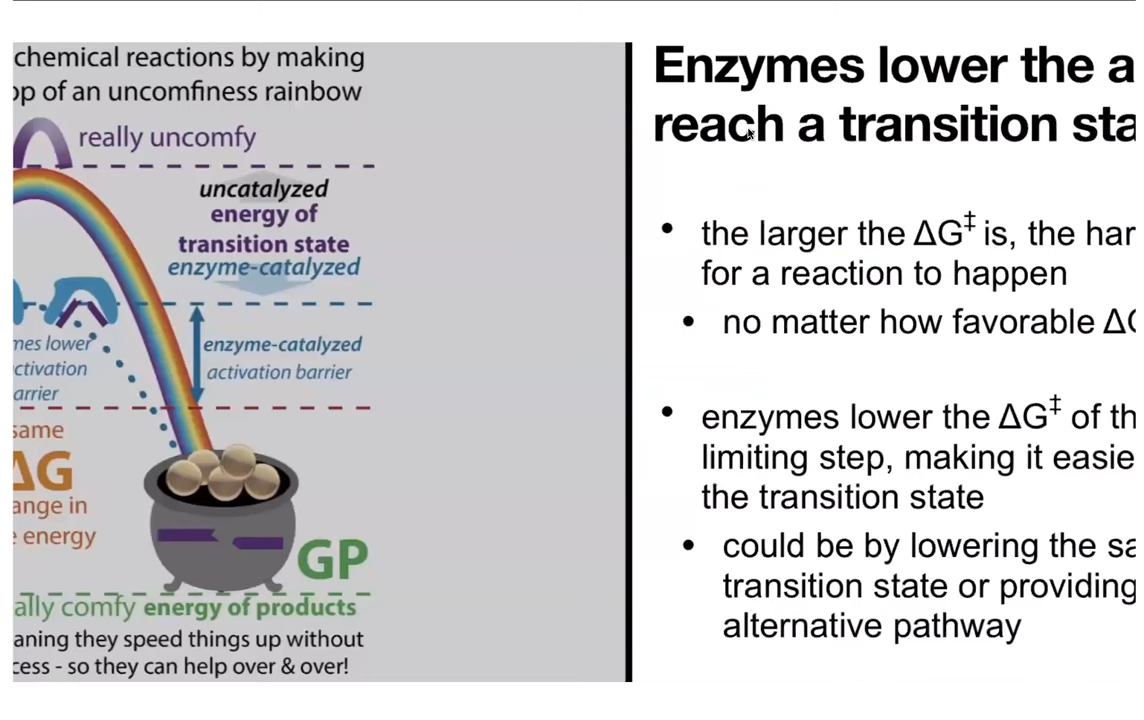 chemical reactions by making
op of an uncomfiness rainbow
really uncomfy
uncatalyzed
energy of
transition state
enzyme-catalyzed
enzyme-catalyzed
activation barrier
mes lower
ctivation
arrier
same
ΔG
ange in
e energy
GP
ally comfy energy of products
aning they speed things up without
cess - so they can help over & over!
Enzymes lower the a
reach a transition sta
• the larger the ΔG‡ is, the har
for a reaction to happen
• no matter how favorable ΔG
• enzymes lower the ΔG‡ of th
limiting step, making it easie
the transition state
• could be by lowering the sa
transition state or providing
alternative pathway